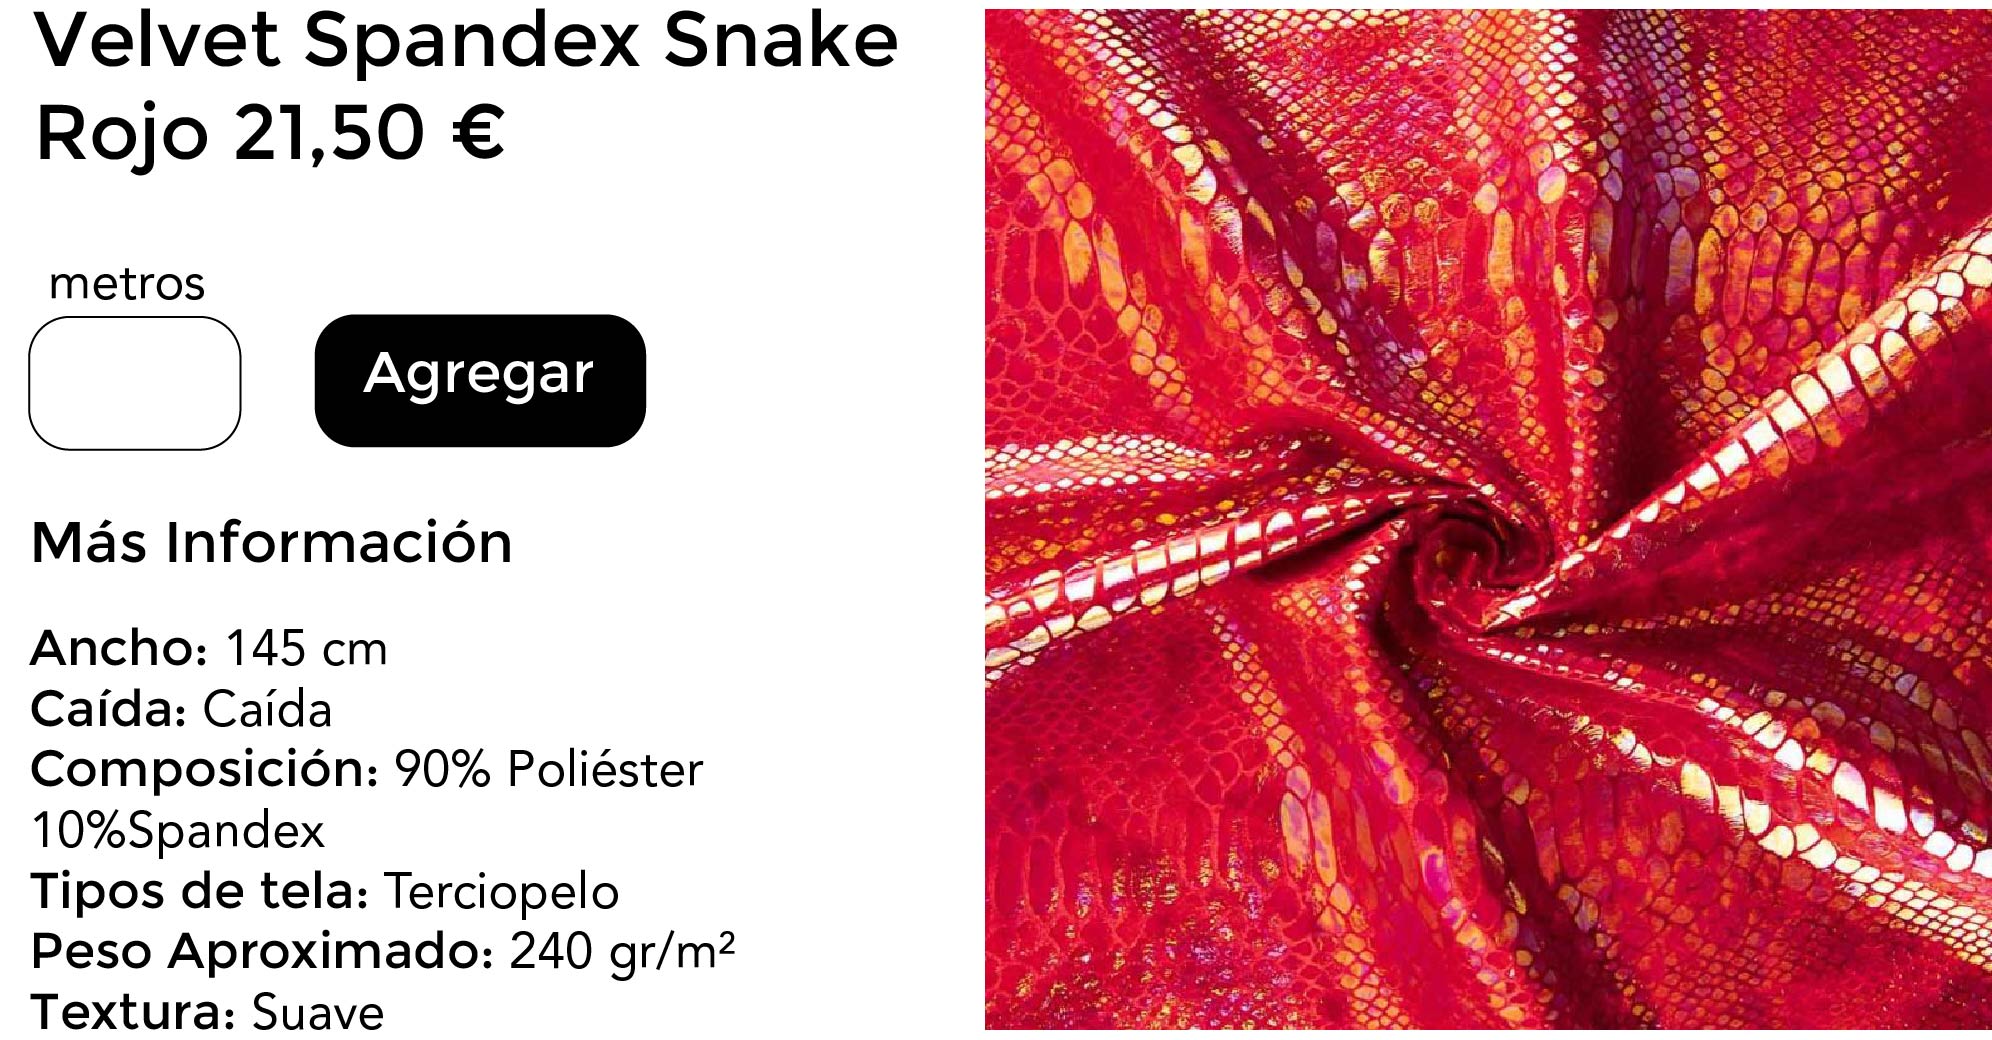 Velvet Spandex Snake
Rojo 21,50 €
metros
Agregar
Más Información
Ancho: 145 cm
Caída: Caída
Composición: 90% Poliéster
10%Spandex
Tipos de tela: Terciopelo
Peso Aproximado: 240 gr/m²
Textura: Suave